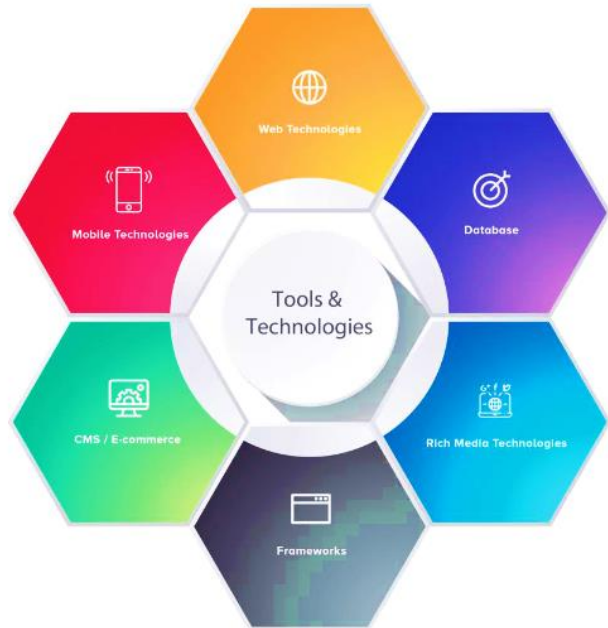 Web Technologies
Mobile Technologies
Database
Tools &
Technologies
CMS / E-commerce
Rich Media Technologies
Frameworks